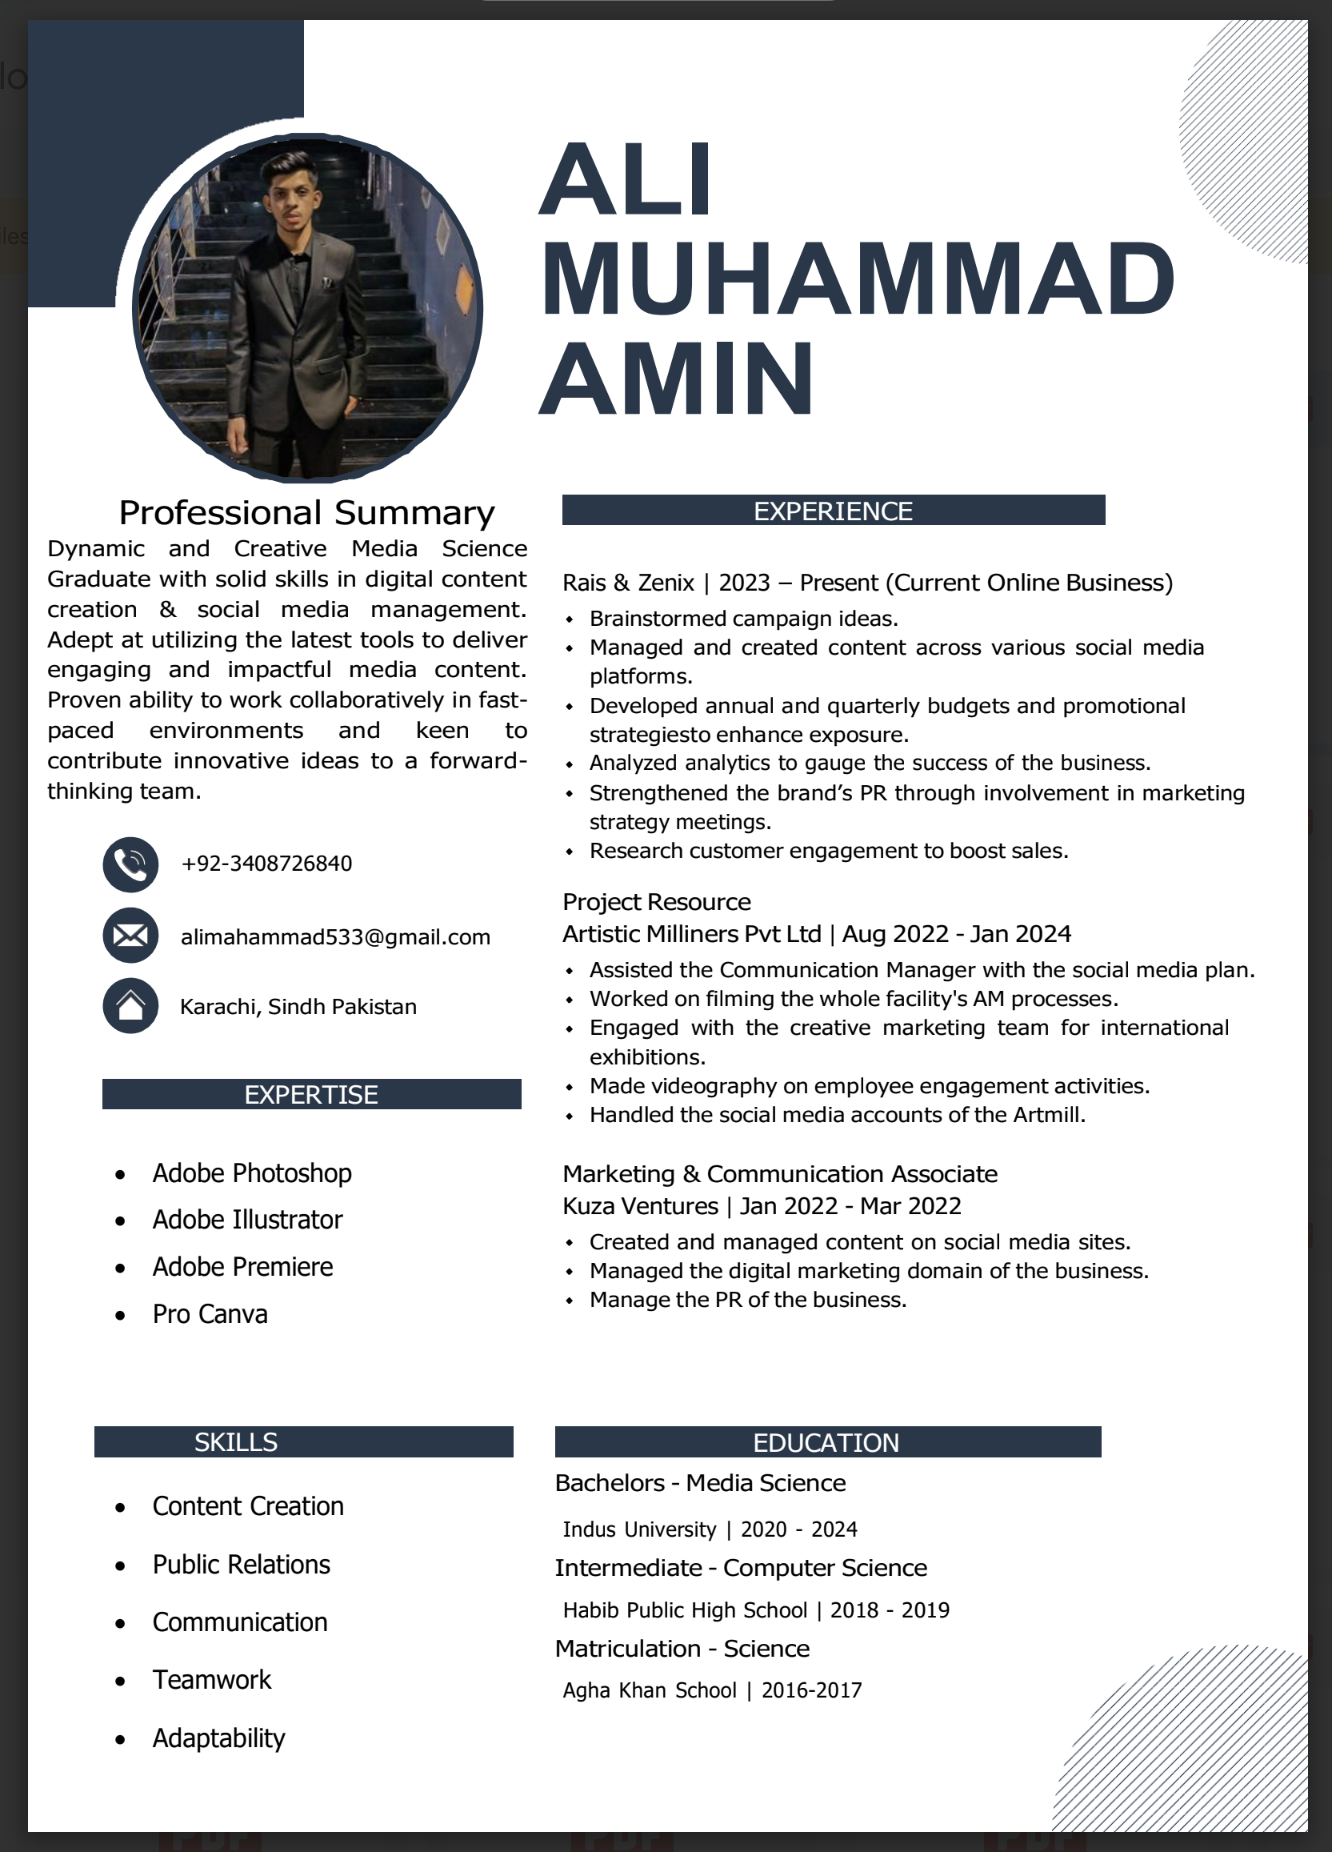 ALI
MUHAMMAD
AMIN
Professional Summary
Dynamic and Creative Media Science
Graduate with solid skills in digital content
creation & social media management.
Adept at utilizing the latest tools to deliver
engaging and impactful media content.
Proven ability to work collaboratively in fast-
paced environments and keen to
contribute innovative ideas to a forward-
thinking team.
+92-3408726840
alimahammad533@gmail.com
Karachi, Sindh Pakistan
EXPERTISE
• Adobe Photoshop
• Adobe Illustrator
• Adobe Premiere
• Pro Canva
SKILLS
• Content Creation
• Public Relations
• Communication
• Teamwork
• Adaptability
EXPERIENCE
Rais & Zenix | 2023 – Present (Current Online Business)
• Brainstormed campaign ideas.
• Managed and created content across various social media
platforms.
• Developed annual and quarterly budgets and promotional
strategiesto enhance exposure.
• Analyzed analytics to gauge the success of the business.
• Strengthened the brand’s PR through involvement in marketing
strategy meetings.
• Research customer engagement to boost sales.
Project Resource
Artistic Milliners Pvt Ltd | Aug 2022 - Jan 2024
• Assisted the Communication Manager with the social media plan.
• Worked on filming the whole facility's AM processes.
• Engaged with the creative marketing team for international
exhibitions.
• Made videography on employee engagement activities.
• Handled the social media accounts of the Artmill.
Marketing & Communication Associate
Kuza Ventures | Jan 2022 - Mar 2022
• Created and managed content on social media sites.
• Managed the digital marketing domain of the business.
• Manage the PR of the business.
EDUCATION
Bachelors - Media Science
Indus University | 2020 - 2024
Intermediate - Computer Science
Habib Public High School | 2018 - 2019
Matriculation - Science
Agha Khan School | 2016-2017
PDF
PDF
PDF